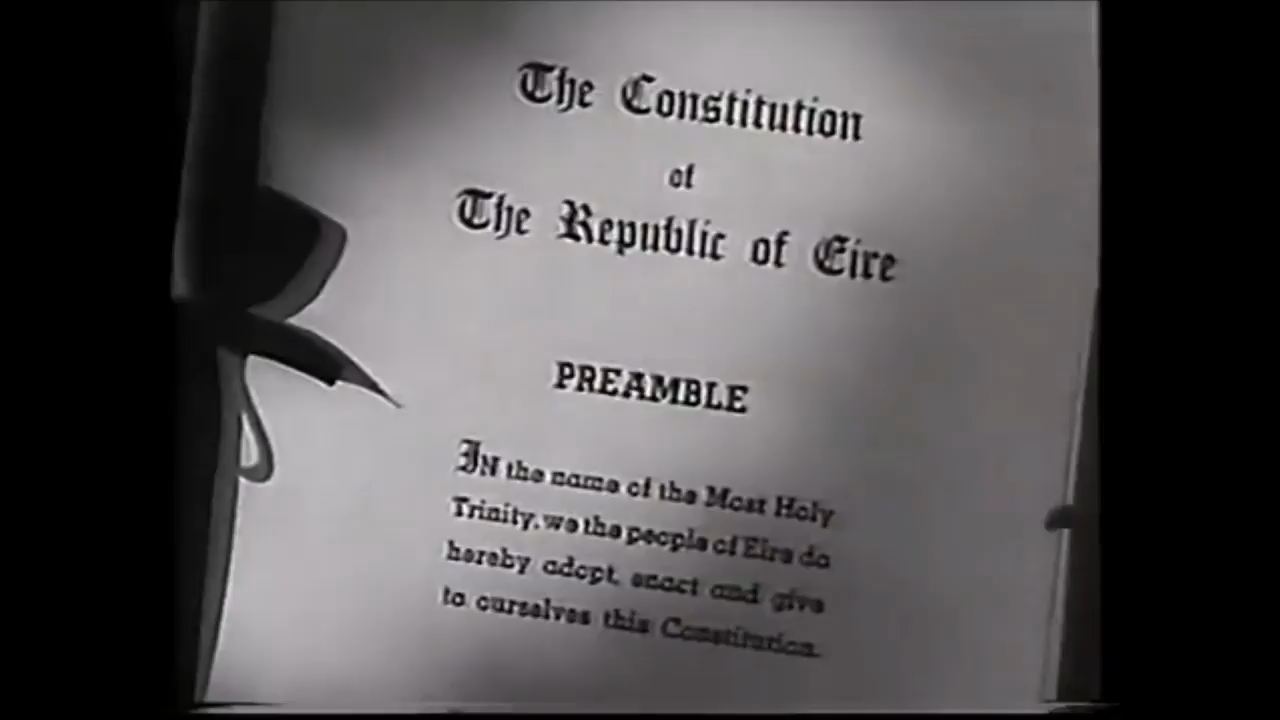 The Constitution
of
The Republic of Eire
PREAMBLE
IN the name of the Most Holy
Trinity, we the people of Eire do
hereby adopt, enact and give
to ourselves this Constitution.